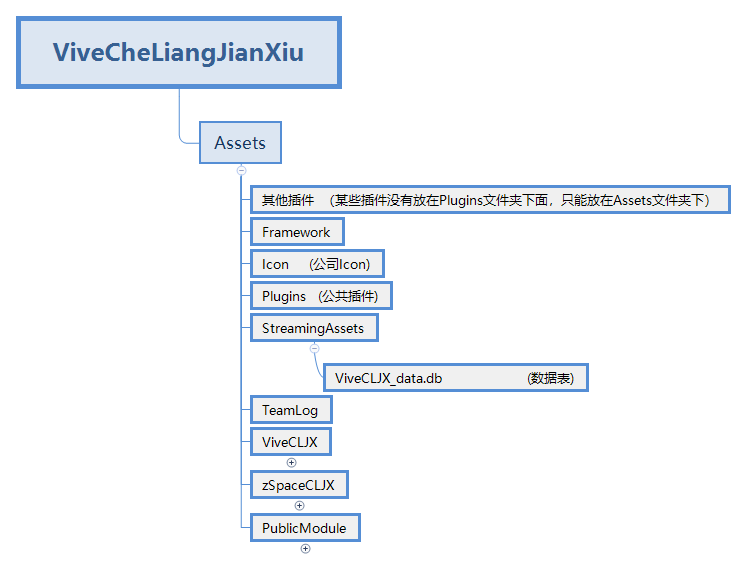 ViveCheLiangJianXiu
Assets
其他插件 （某些插件没有放在Plugins文件夹下面，只能放在Assets文件夹下）
Framework
Icon (公司Icon)
Plugins (公共插件)
StreamingAssets
ViveCLJX_data.db (数据表)
TeamLog
ViveCLJX
zSpaceCLJX
PublicModule